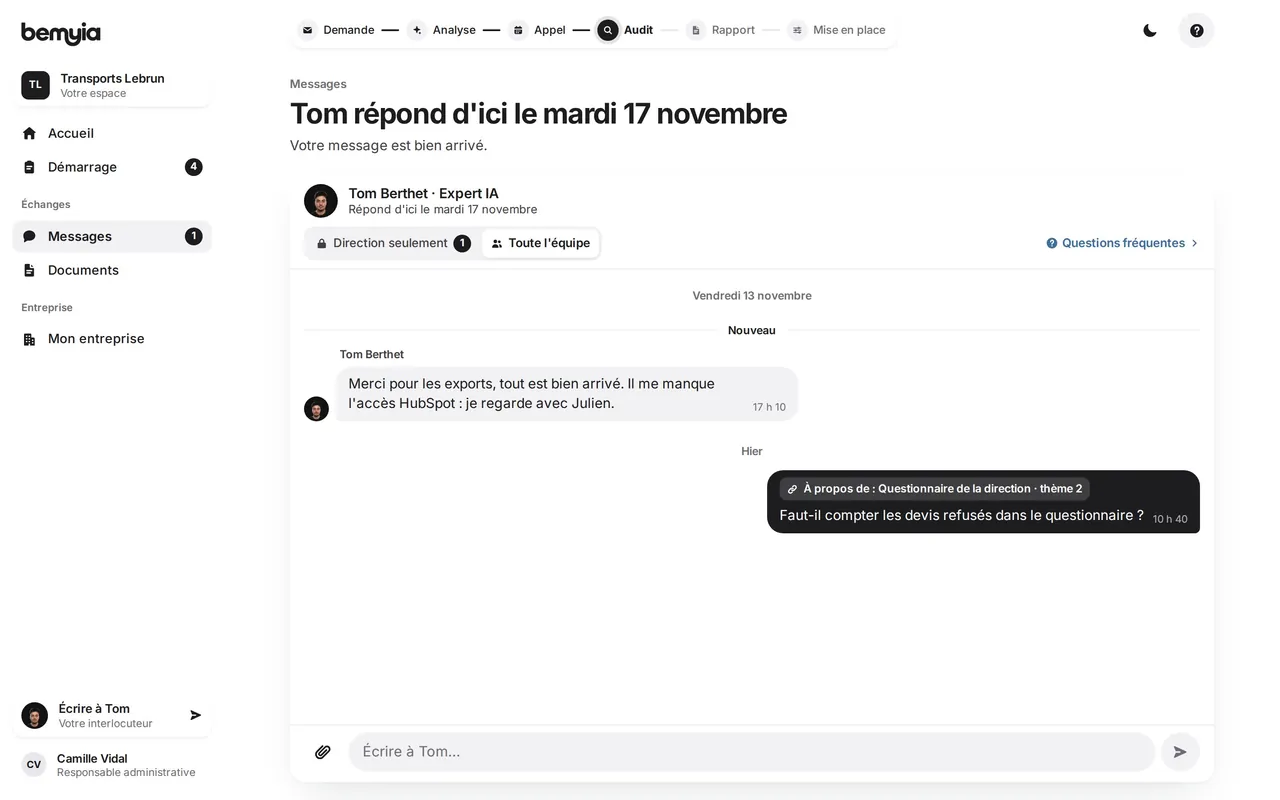 bemyia
Demande
Analyse
Appel
Audit
Rapport
Mise en place
TL
Transports Lebrun
Votre espace
Accueil
Démarrage 4
Échanges
Messages 1
Documents
Entreprise
Mon entreprise
Écrire à Tom
Votre interlocuteur
CV
Camille Vidal
Responsable administrative
Messages
Tom répond d'ici le mardi 17 novembre
Votre message est bien arrivé.
Tom Berthet · Expert IA
Répond d'ici le mardi 17 novembre
Direction seulement 1
Toute l'équipe
Questions fréquentes
Vendredi 13 novembre
Nouveau
Tom Berthet
Merci pour les exports, tout est bien arrivé. Il me manque
l'accès HubSpot : je regarde avec Julien.
17 h 10
Hier
À propos de : Questionnaire de la direction · thème 2
Faut-il compter les devis refusés dans le questionnaire ?
10 h 40
Écrire à Tom...